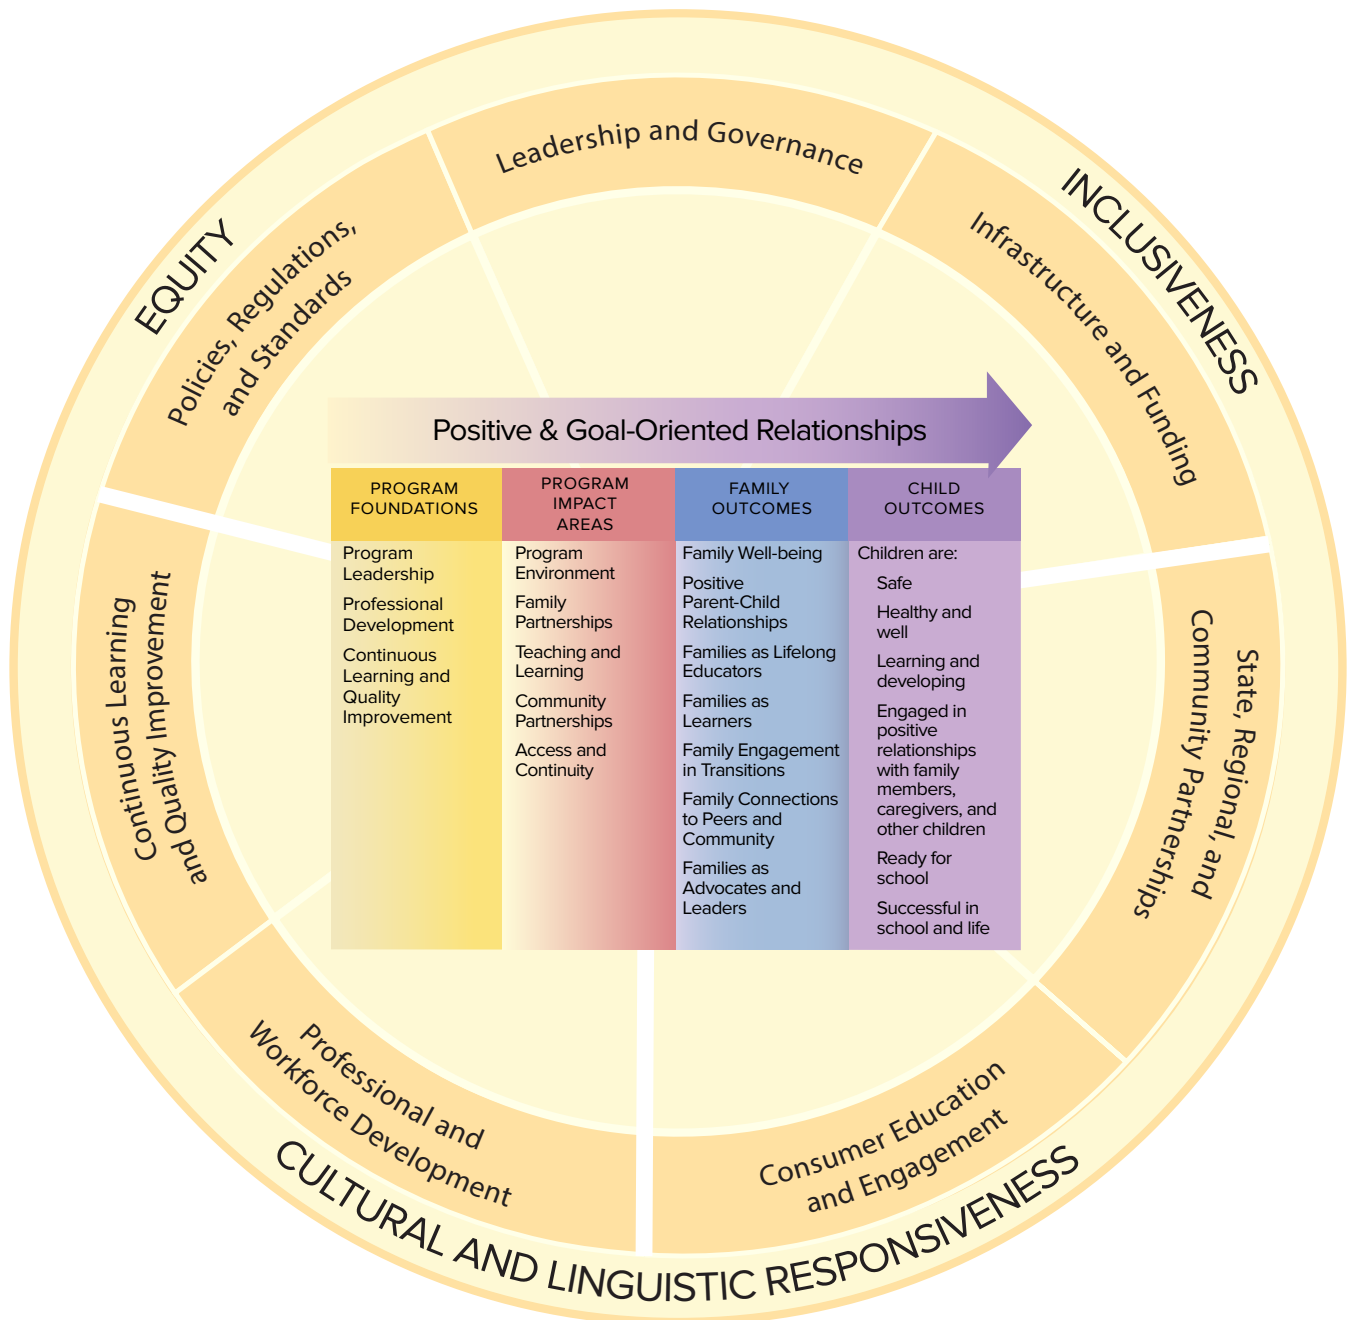 EQUITY
INCLUSIVENESS
CULTURAL AND LINGUISTIC RESPONSIVENESS
Leadership and Governance
Infrastructure and Funding
State, Regional, and
Community Partnerships
Consumer Education
and Engagement
Professional and
Workforce Development
Continuous Learning
and Quality Improvement
Policies, Regulations,
and Standards
Positive & Goal-Oriented Relationships
PROGRAM
FOUNDATIONS
Program
Leadership
Professional
Development
Continuous
Learning and
Quality
Improvement
PROGRAM
IMPACT
AREAS
Program
Environment
Family
Partnerships
Teaching and
Learning
Community
Partnerships
Access and
Continuity
FAMILY
OUTCOMES
Family Well-being
Positive
Parent-Child
Relationships
Families as Lifelong
Educators
Families as
Learners
Family Engagement
in Transitions
Family Connections
to Peers and
Community
Families as
Advocates and
Leaders
CHILD
OUTCOMES
Children are:
Safe
Healthy and
well
Learning and
developing
Engaged in
positive
relationships
with family
members,
caregivers, and
other children
Ready for
school
Successful in
school and life